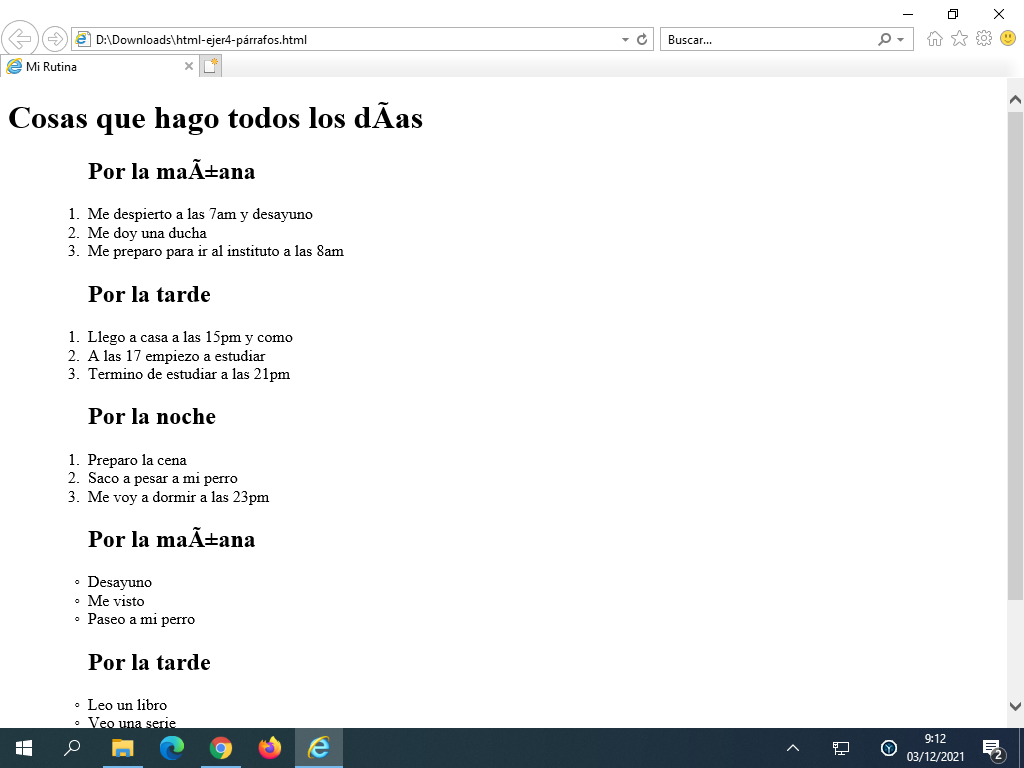 D:\Downloads\html-ejer4-párrafos.html
Buscar...
Mi Rutina
Cosas que hago todos los dÃ­as
Por la maÃ±ana
1. Me despierto a las 7am y desayuno
2. Me doy una ducha
3. Me preparo para ir al instituto a las 8am
Por la tarde
1. Llego a casa a las 15pm y como
2. A las 17 empiezo a estudiar
3. Termino de estudiar a las 21pm
Por la noche
1. Preparo la cena
2. Saco a pesar a mi perro
3. Me voy a dormir a las 23pm
Por la maÃ±ana
◦ Desayuno
◦ Me visto
◦ Paseo a mi perro
Por la tarde
◦ Leo un libro
◦ Veo una serie
9:12
03/12/2021
2